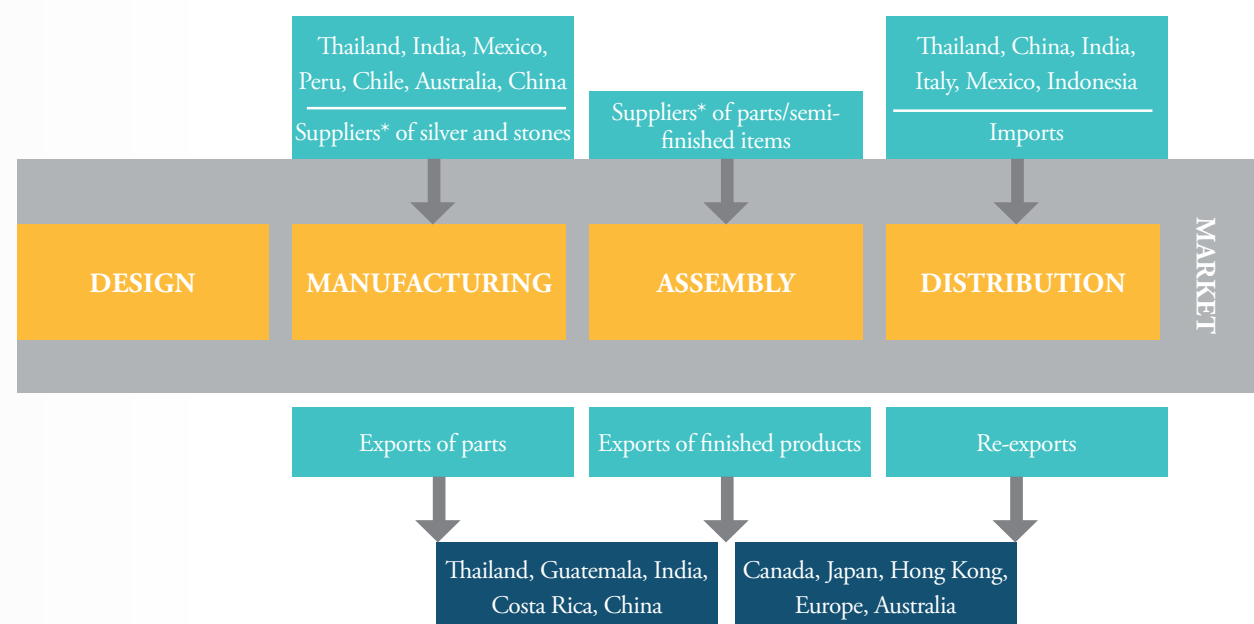 Thailand, India, Mexico,
Peru, Chile, Australia, China
Suppliers* of silver and stones
Suppliers* of parts/semi-
finished items
Thailand, China, India,
Italy, Mexico, Indonesia
Imports
DESIGN
MANUFACTURING
ASSEMBLY
DISTRIBUTION
MARKET
Exports of parts
Exports of finished products
Re-exports
Thailand, Guatemala, India,
Costa Rica, China
Canada, Japan, Hong Kong,
Europe, Australia